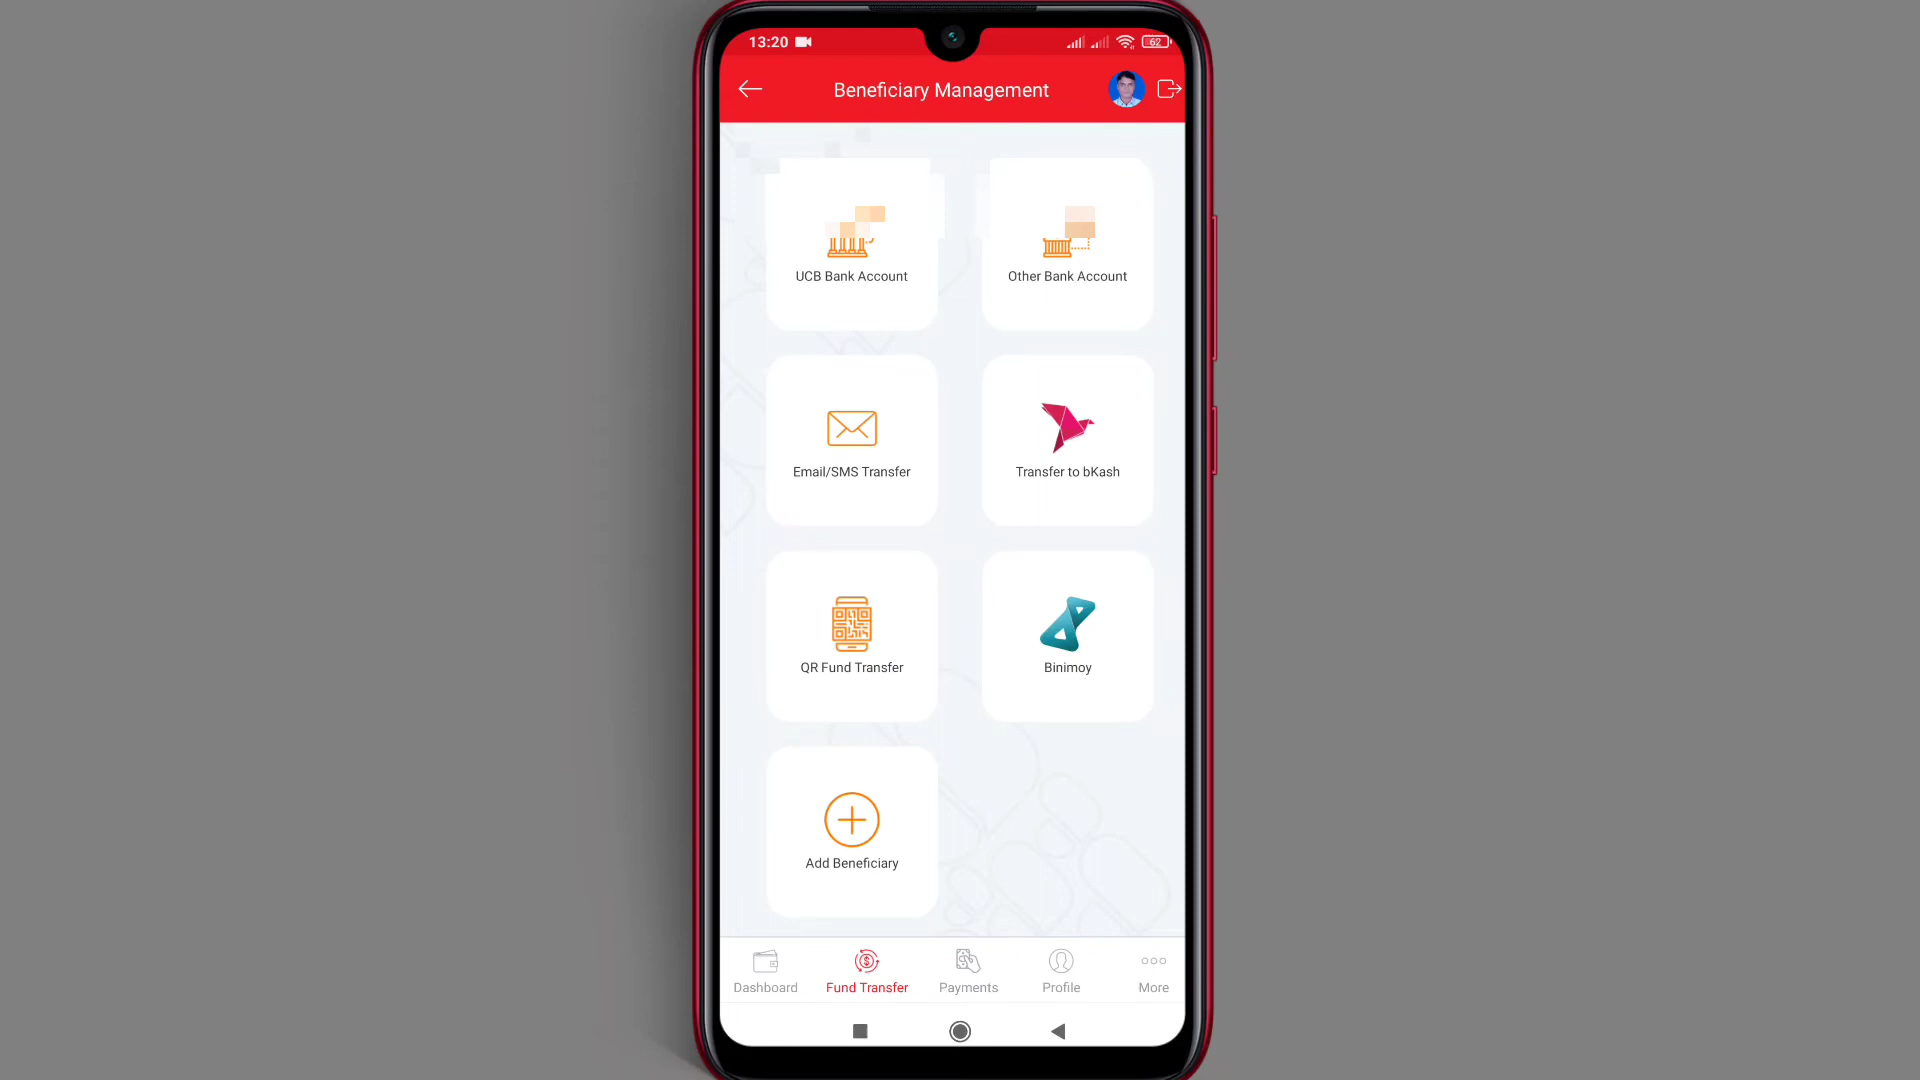 13:20
62
Beneficiary Management
UCB Bank Account
Other Bank Account
Email/SMS Transfer
Transfer to bKash
QR Fund Transfer
Binimoy
Add Beneficiary
Dashboard
Fund Transfer
Payments
Profile
More